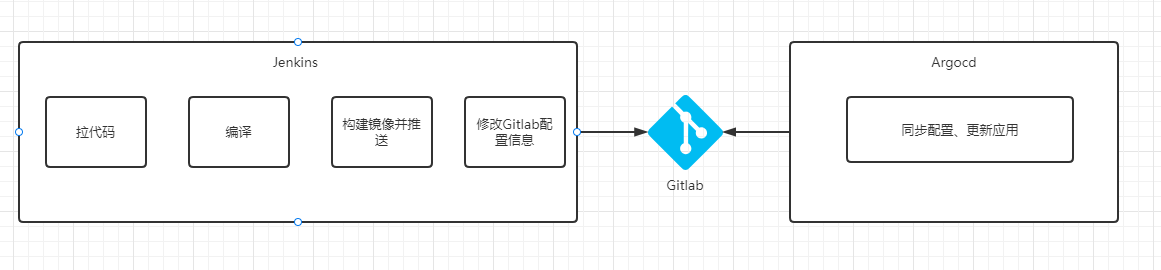 Jenkins
拉代码
编译
构建镜像并推
送
修改Gitlab配
置信息
Gitlab
Argocd
同步配置、更新应用